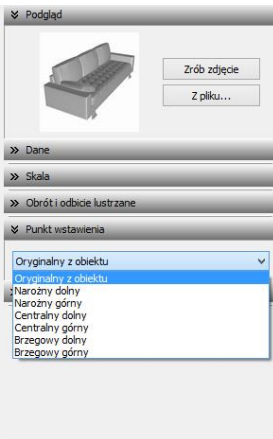 Podgląd
Zrób zdjęcie
Z pliku...
Dane
Skala
Obrót i odbicie lustrzane
Punkt wstawienia
Oryginalny z obiektu
Oryginalny z obiektu
Narożny dolny
Narożny górny
Centralny dolny
Centralny górny
Brzegowy dolny
Brzegowy górny